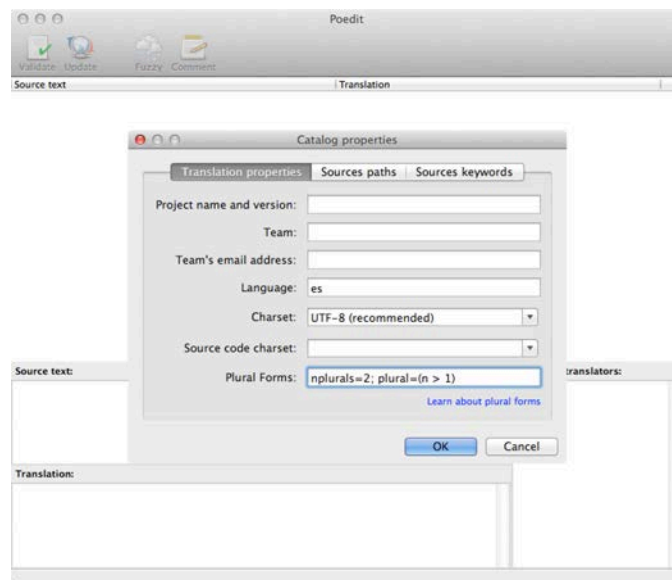 Poedit
Validate Update Fuzzy Comment
Source text Translation
Catalog properties
Translation properties Sources paths Sources keywords
Project name and version:
Team:
Team's email address:
Language: es
Charset: UTF-8 (recommended)
Source code charset:
Plural Forms: nplurals=2; plural=(n > 1)
Learn about plural forms
OK Cancel
Source text: translators:
Translation: